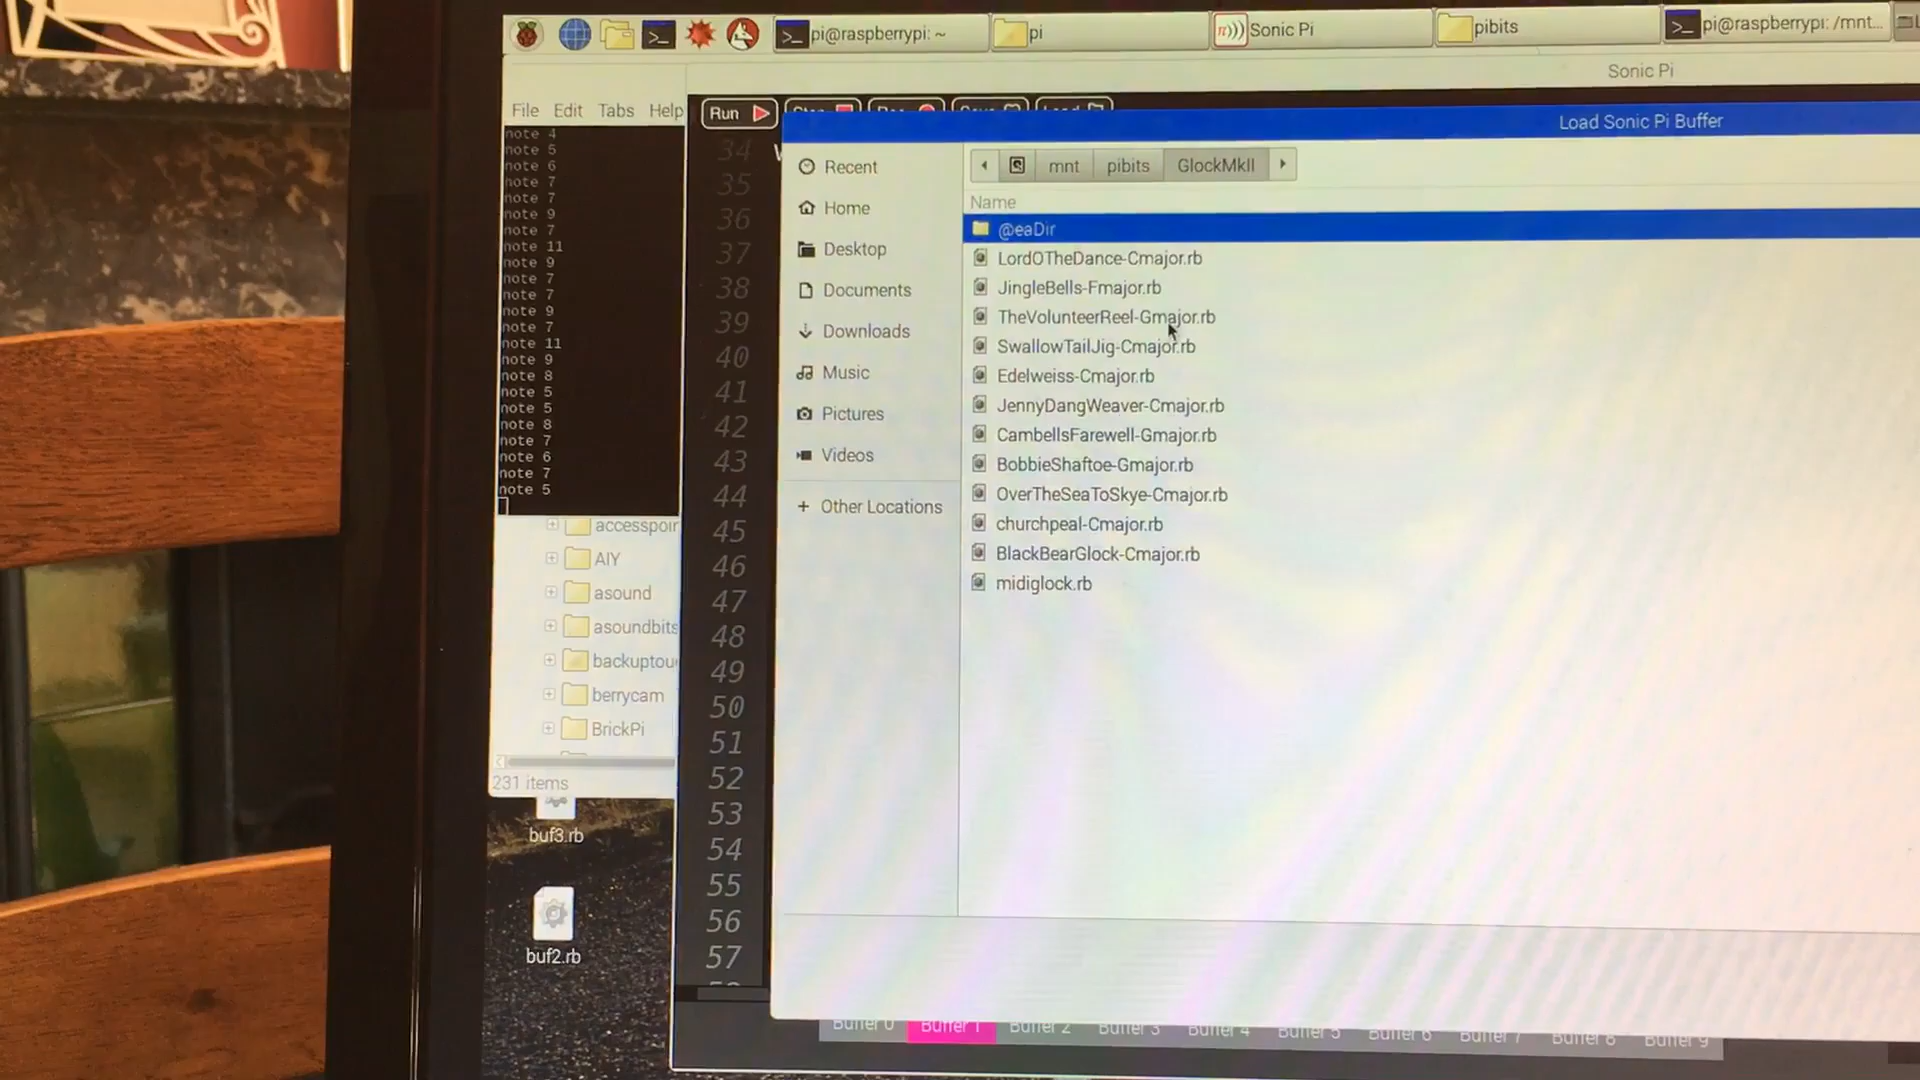 pi@raspberrypi: ~
pi
Sonic Pi
pibits
pi@raspberrypi: /mnt...
Sonic Pi
File Edit Tabs Help
note 4
note 5
note 6
note 7
note 7
note 9
note 7
note 11
note 9
note 7
note 7
note 9
note 7
note 11
note 9
note 8
note 5
note 5
note 8
note 7
note 6
note 7
note 5
accesspoin
AIY
asound
asoundbits
backuptou
berrycam
BrickPi
231 items
buf3.rb
buf2.rb
Run
34
35
36
37
38
39
40
41
42
43
44
45
46
47
48
49
50
51
52
53
54
55
56
57
Load Sonic Pi Buffer
Recent
Home
Desktop
Documents
Downloads
Music
Pictures
Videos
+ Other Locations
mnt pibits GlockMkII
Name
@eaDir
LordOTheDance-Cmajor.rb
JingleBells-Fmajor.rb
TheVolunteerReel-Gmajor.rb
SwallowTailJig-Cmajor.rb
Edelweiss-Cmajor.rb
JennyDangWeaver-Cmajor.rb
CambellsFarewell-Gmajor.rb
BobbieShaftoe-Gmajor.rb
OverTheSeaToSkye-Cmajor.rb
churchpeal-Cmajor.rb
BlackBearGlock-Cmajor.rb
midiglock.rb
Buffer 0 Buffer 1 Buffer 2 Buffer 3 Buffer 4 Buffer 5 Buffer 6 Buffer 7 Buffer 8 Buffer 9